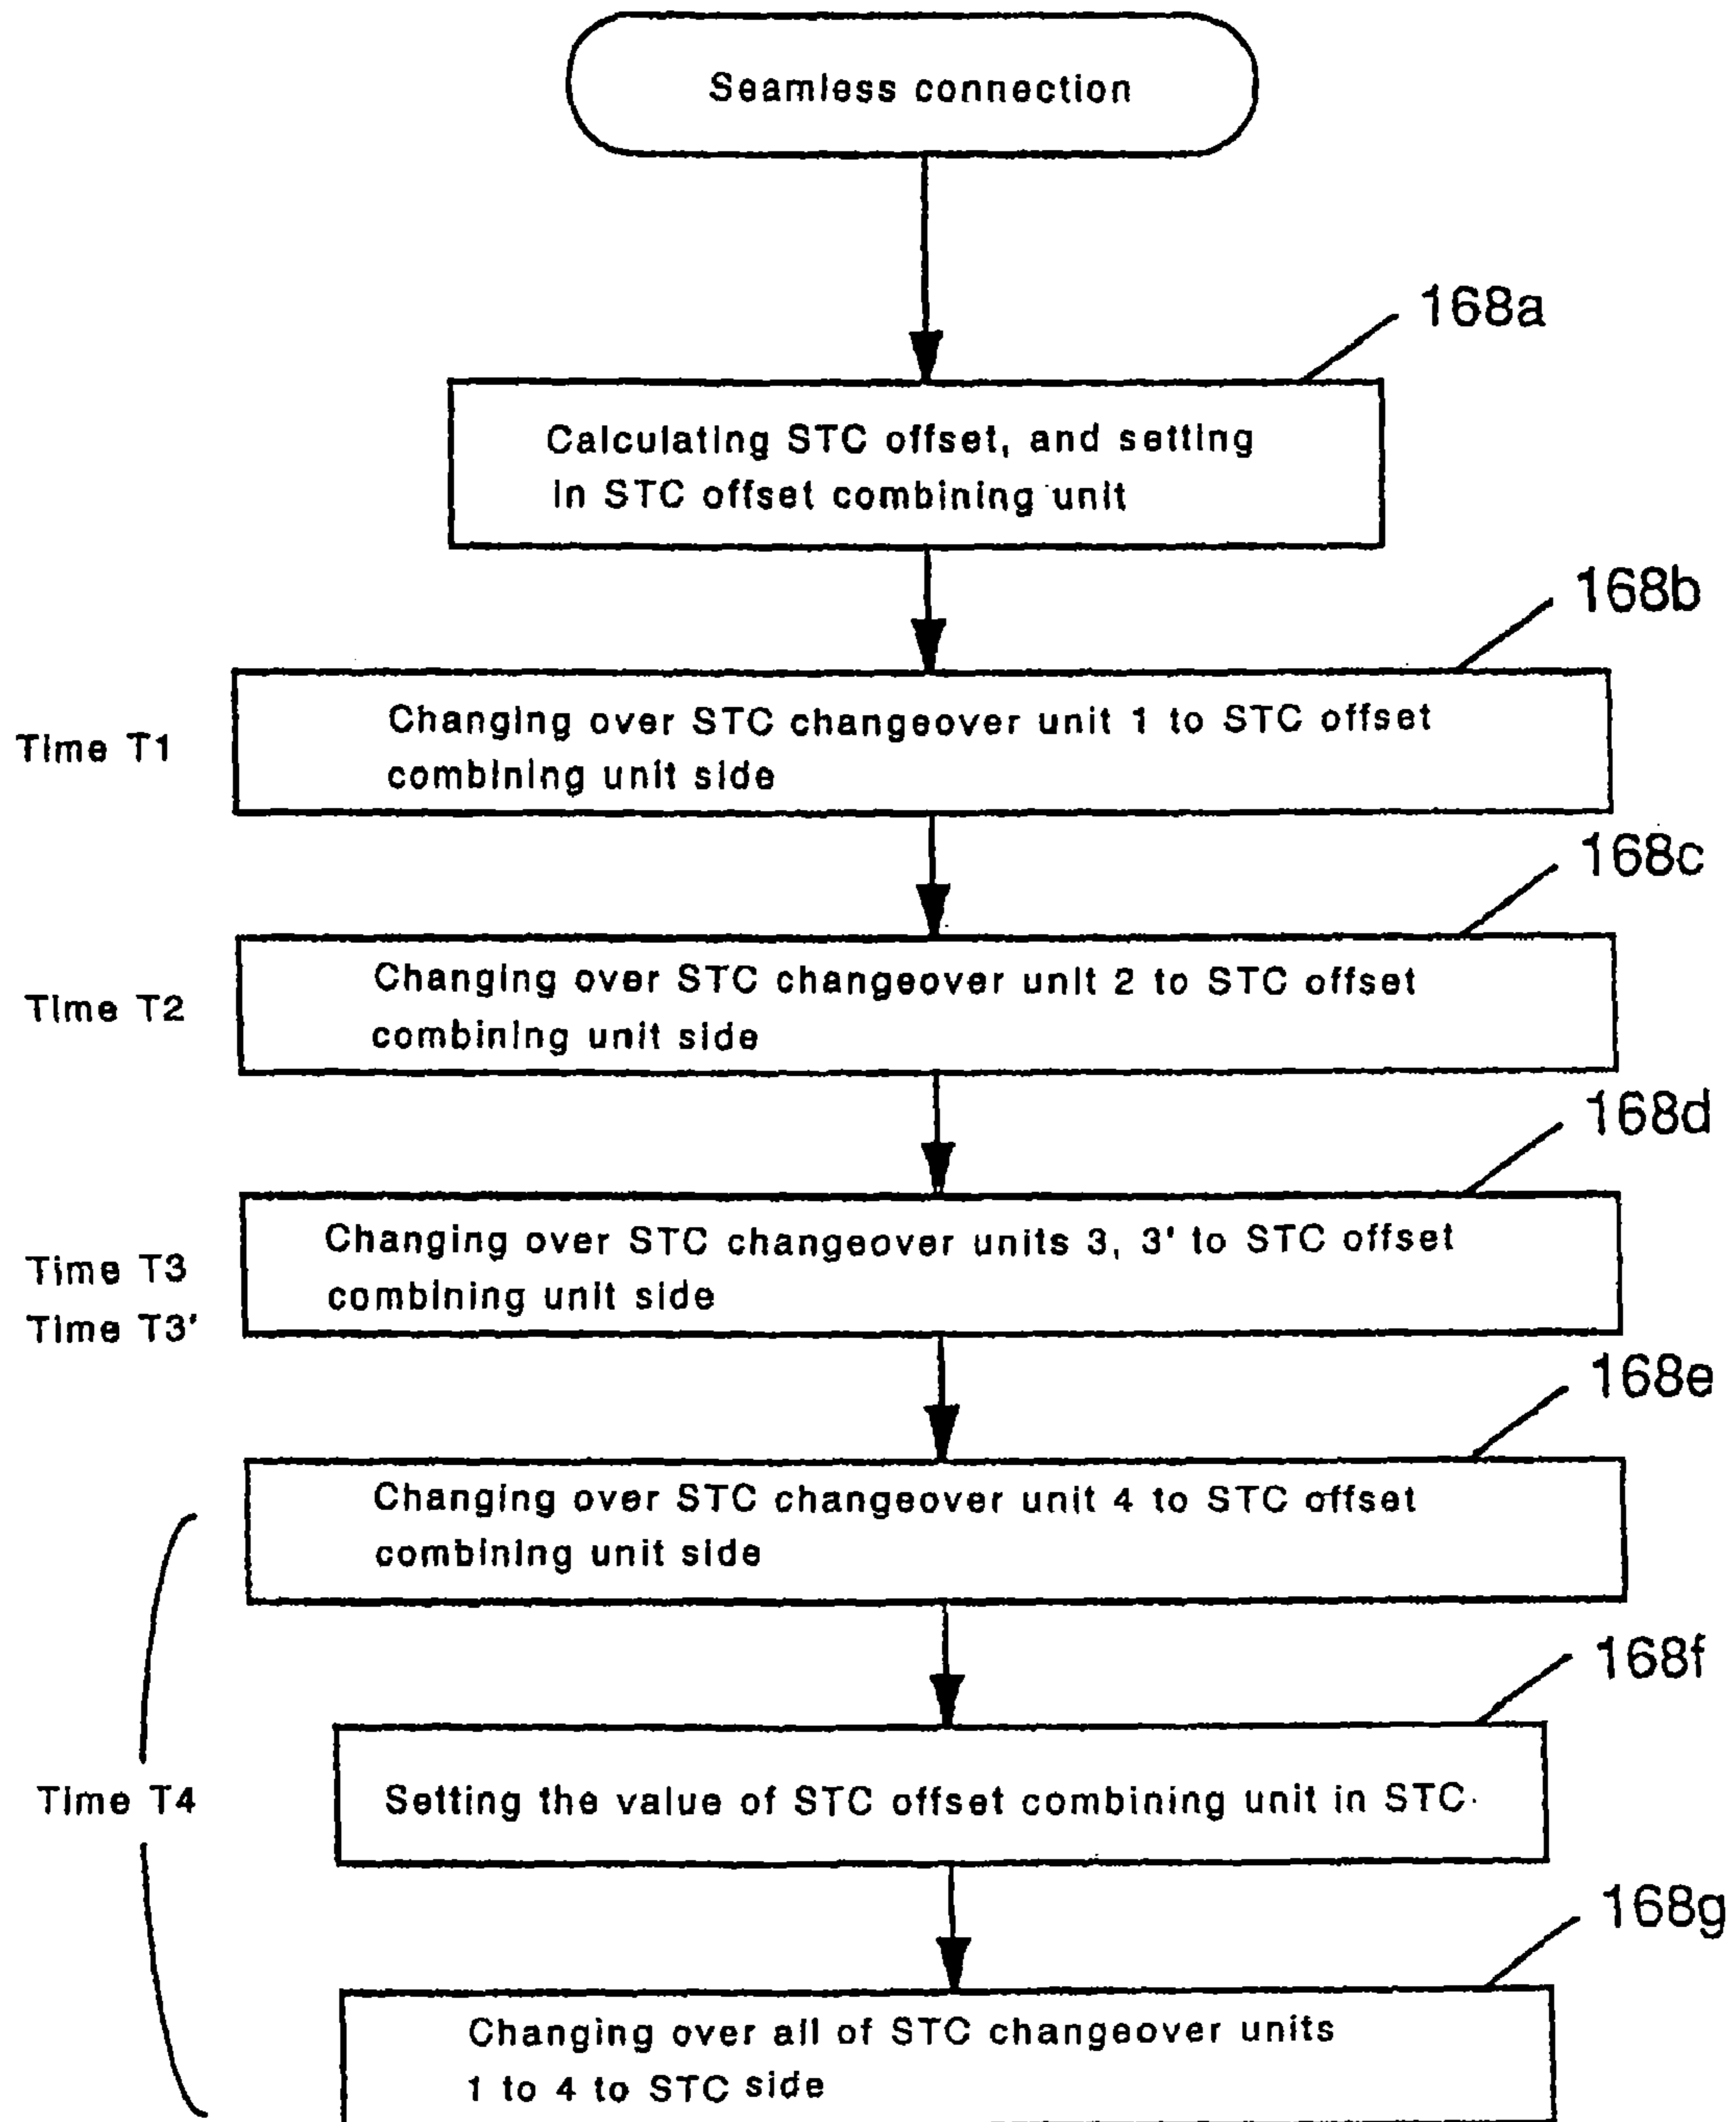 Seamless connection
168a
Calculating STC offset, and setting
in STC offset combining unit
168b
Time T1
Changing over STC changeover unit 1 to STC offset
combining unit side
168c
Time T2
Changing over STC changeover unit 2 to STC offset
combining unit side
168d
Time T3
Time T3'
Changing over STC changeover units 3, 3' to STC offset
combining unit side
168e
Changing over STC changeover unit 4 to STC offset
combining unit side
168f
Time T4
Setting the value of STC offset combining unit in STC
168g
Changing over all of STC changeover units
1 to 4 to STC side